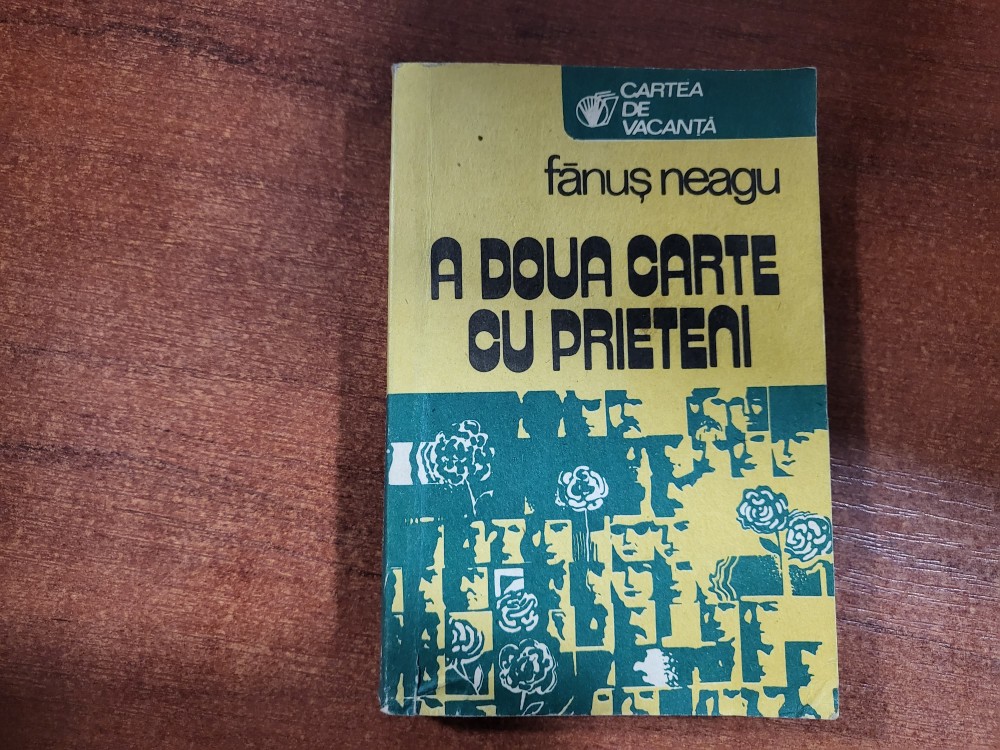 CARTEA
DE
VACANȚĂ
fănuș neagu
A DOUA CARTE
CU PRIETENI